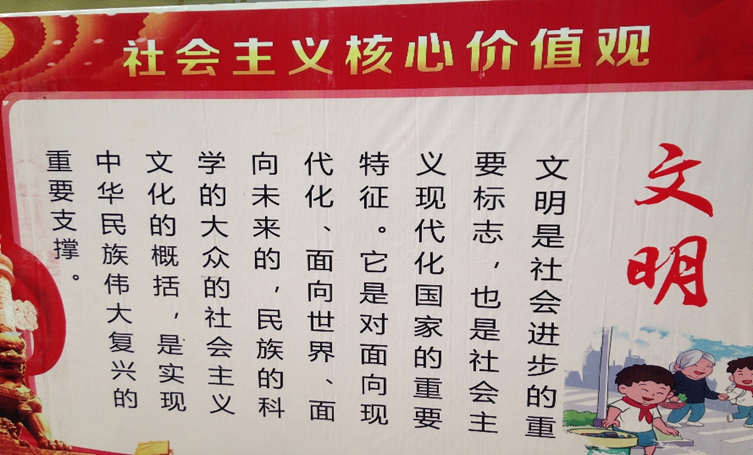 社会主义核心价值观
文明
文明是社会进步的重
要标志，也是社会主
义现代化国家的重要
特征。它是对面向现
代化、面向世界、面
向未来的，民族的科
学的大众的社会主义
文化的概括，是实现
中华民族伟大复兴的
重要支撑。